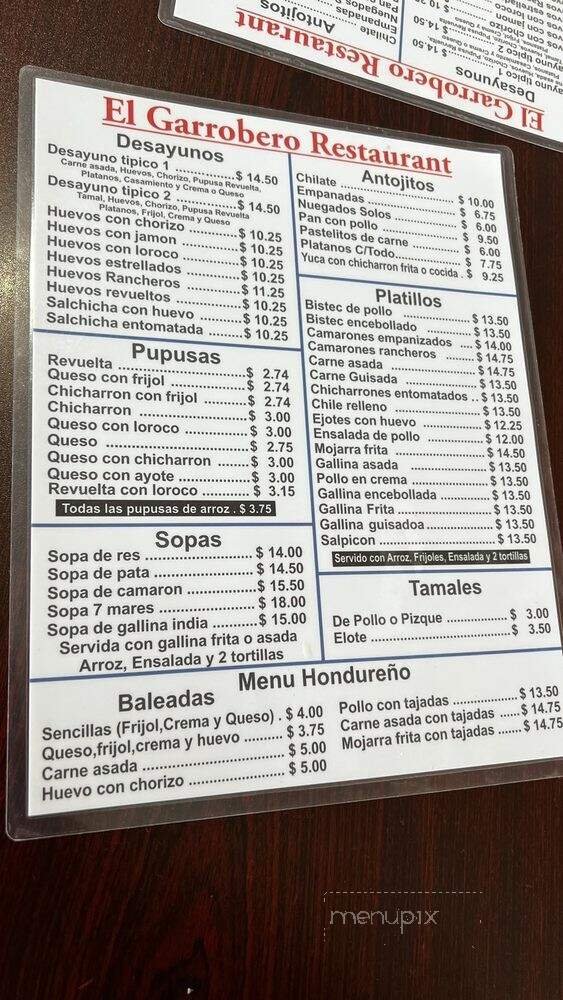 El Garrobero Restaurant
Desayunos
Desayuno tipico 1 $ 14.50
Carne asada, Huevos, Chorizo, Pupusa Revuelta,
Platanos, Casamiento y Crema o Queso
Desayuno tipico 2 $ 14.50
Tamal, Huevos, Chorizo, Pupusa Revuelta
Platanos, Frijol, Crema y Queso
Huevos con chorizo $ 10.25
Huevos con jamon $ 10.25
Huevos con loroco $ 10.25
Huevos estrellados $ 10.25
Huevos Rancheros $ 11.25
Huevos revueltos $ 10.25
Salchicha con huevo $ 10.25
Salchicha entomatada $ 10.25
Pupusas
Revuelta $ 2.74
Queso con frijol $ 2.74
Chicharron con frijol $ 2.74
Chicharron $ 3.00
Queso con loroco $ 3.00
Queso $ 2.75
Queso con chicharron $ 3.00
Queso con ayote $ 3.00
Revuelta con loroco $ 3.15
Todas las pupusas de arroz . $ 3.75
Sopas
Sopa de res $ 14.00
Sopa de pata $ 14.50
Sopa de camaron $ 15.50
Sopa 7 mares $ 18.00
Sopa de gallina india $ 15.00
Servida con gallina frita o asada
Arroz, Ensalada y 2 tortillas
Antojitos
Chilate $ 10.00
Empanadas $ 6.75
Nuegados Solos $ 6.00
Pan con pollo $ 9.50
Pastelitos de carne $ 6.00
Platanos C/Todo $ 7.75
Yuca con chicharron frita o cocida . $ 9.25
Platillos
Bistec de pollo $ 13.50
Bistec encebollado $ 13.50
Camarones empanizados $ 14.00
Camarones rancheros $ 14.75
Carne asada $ 14.75
Carne Guisada $ 13.50
Chicharrones entomatados $ 13.50
Chile relleno $ 13.50
Ejotes con huevo $ 12.25
Ensalada de pollo $ 12.00
Mojarra frita $ 14.50
Gallina asada $ 13.50
Pollo en crema $ 13.50
Gallina encebollada $ 13.50
Gallina Frita $ 13.50
Gallina guisadoa $ 13.50
Salpicon $ 13.50
Servido con Arroz, Frijoles, Ensalada y 2 tortillas
Tamales
De Pollo o Pizque $ 3.00
Elote $ 3.50
Menu Hondureño
Baleadas
Sencillas (Frijol,Crema y Queso) . $ 4.00
Queso,frijol,crema y huevo $ 3.75
Carne asada $ 5.00
Huevo con chorizo $ 5.00
Pollo con tajadas $ 13.50
Carne asada con tajadas $ 14.75
Mojarra frita con tajadas $ 14.75
El Garrobero Restaurant
Desayunos
Antojitos
Chilate
Empanadas
menupix